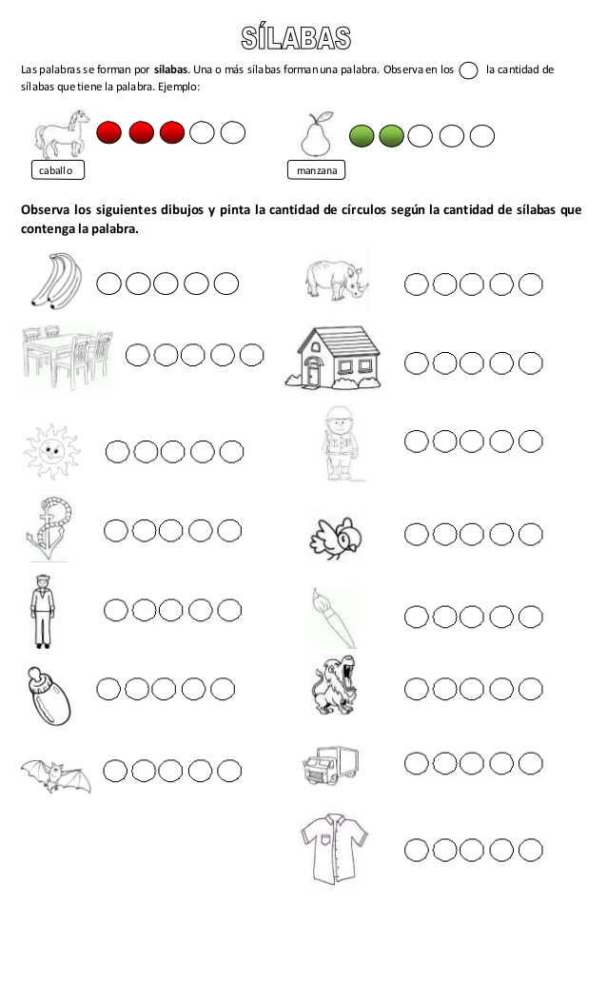 SÍLABAS
Las palabras se forman por sílabas. Una o más sílabas forman una palabra. Observa en los la cantidad de
sílabas que tiene la palabra. Ejemplo:
caballo
manzana
Observa los siguientes dibujos y pinta la cantidad de círculos según la cantidad de sílabas que
contenga la palabra.